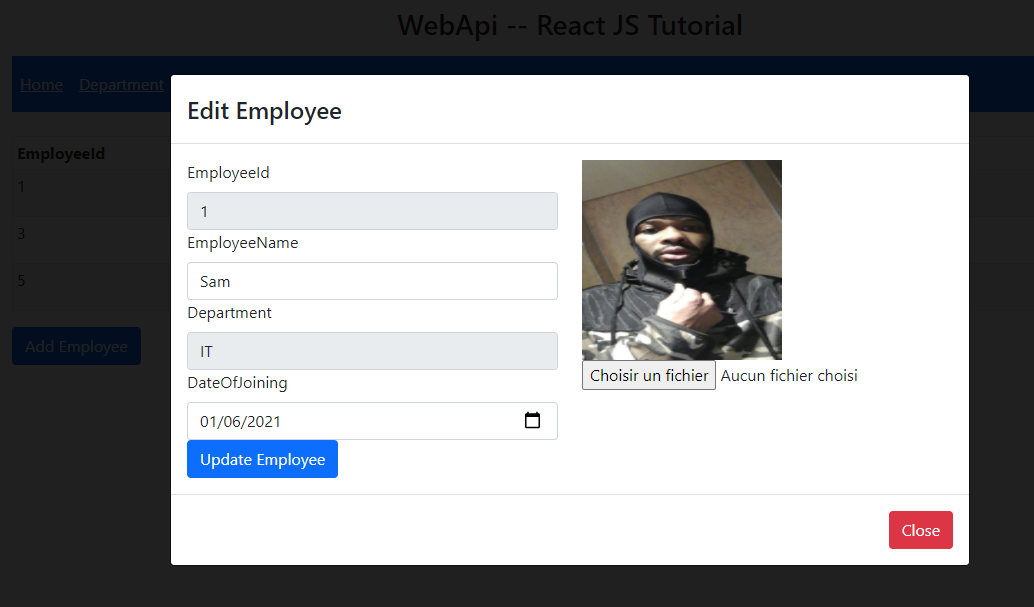 WebApi -- React JS Tutorial
Home Department
Edit Employee
EmployeeId
1
3
5
Add Employee
EmployeeId
1
EmployeeName
Sam
Department
IT
DateOfJoining
01/06/2021
Update Employee
Choisir un fichier Aucun fichier choisi
Close